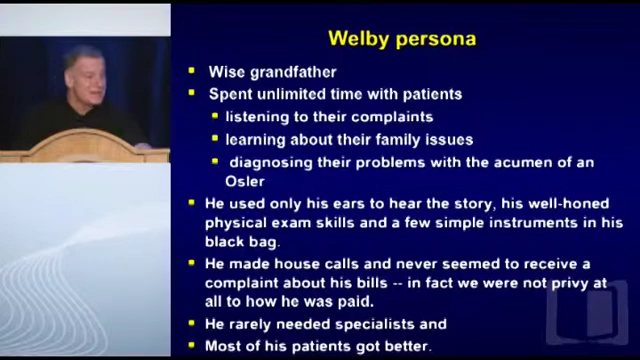 Welby persona
Wise grandfather
Spent unlimited time with patients
listening to their complaints
learning about their family issues
diagnosing their problems with the acumen of an
Osler
He used only his ears to hear the story, his well-honed
physical exam skills and a few simple instruments in his
black bag.
He made house calls and never seemed to receive a
complaint about his bills -- in fact we were not privy at
all to how he was paid.
He rarely needed specialists and
Most of his patients got better.